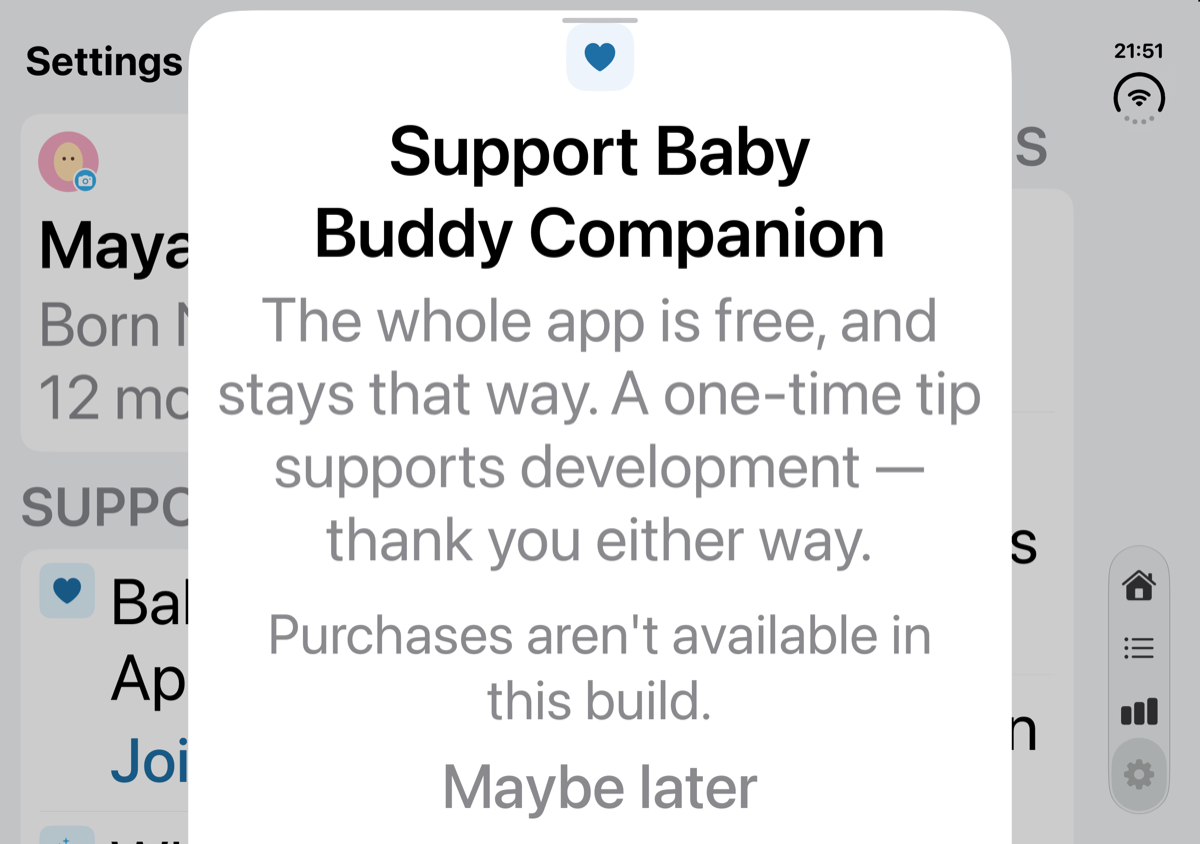 Settings
21:51
Support Baby
Buddy Companion
The whole app is free, and
stays that way. A one-time tip
supports development —
thank you either way.
Purchases aren't available in
this build.
Maybe later
Maya
Born
12 mo
SUPPO
Ap
Joi
S
s
n